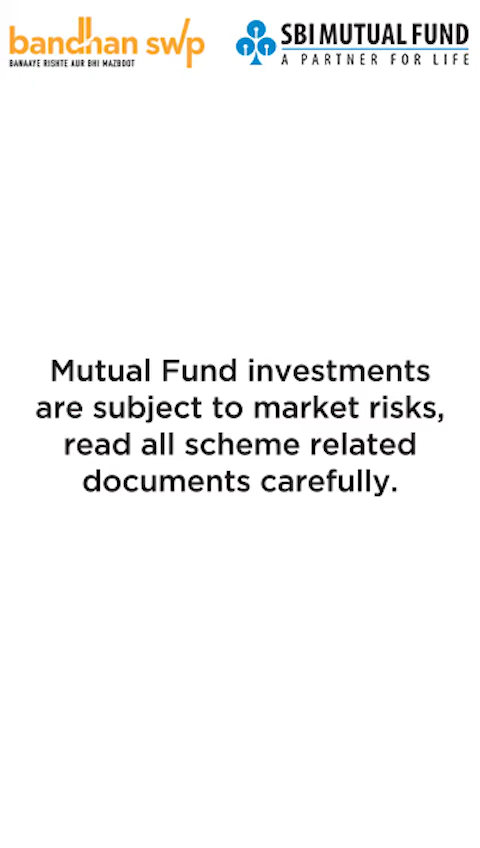 bandhan swp
BANAAYE RISHTE AUR BHI MAZBOOT
SBI MUTUAL FUND
A PARTNER FOR LIFE
Mutual Fund investments
are subject to market risks,
read all scheme related
documents carefully.